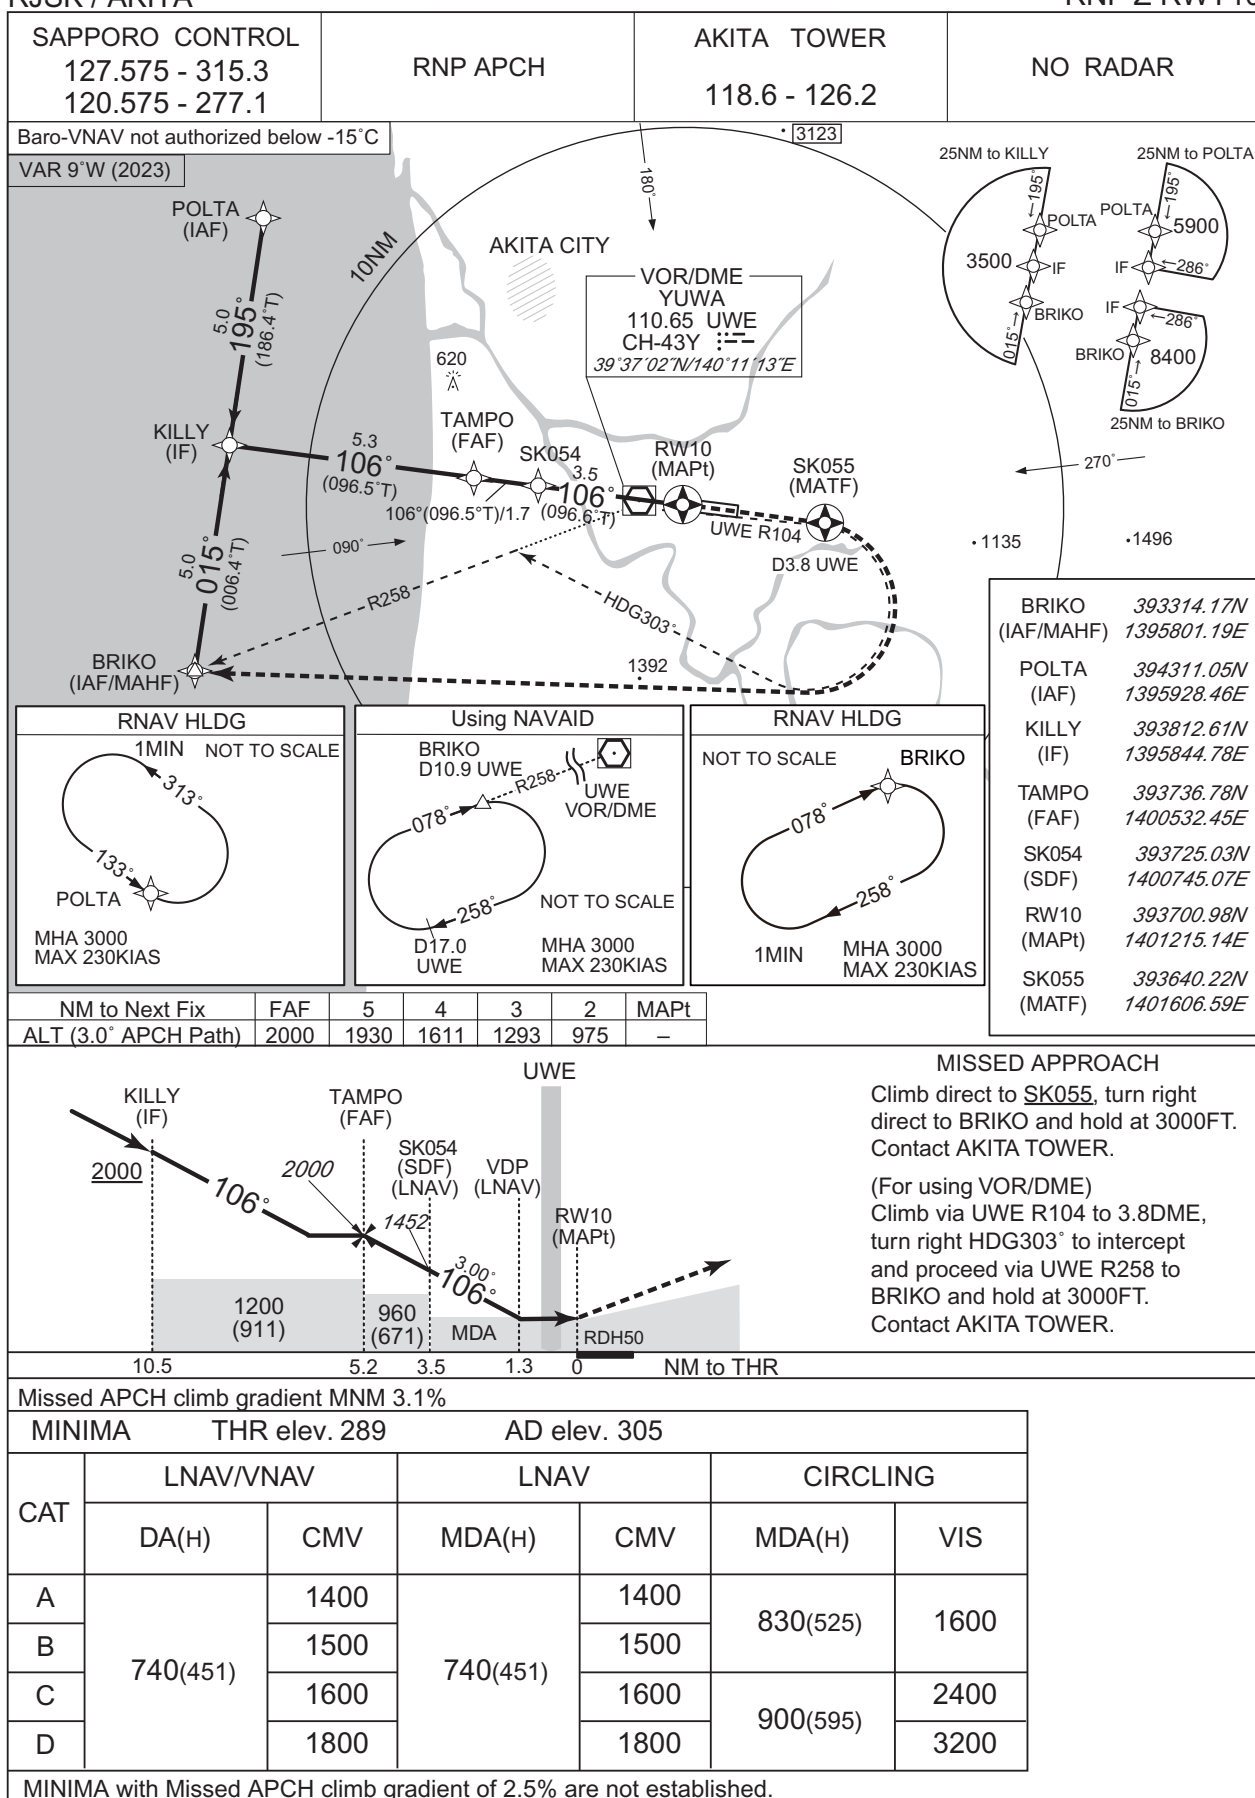 RJSK / AKITA
RNP Z RWY 10
SAPPORO CONTROL
127.575 - 315.3
120.575 - 277.1
RNP APCH
AKITA TOWER
118.6 - 126.2
NO RADAR
Baro-VNAV not authorized below -15˚C
VAR 9˚W (2023)
3123
180˚
25NM to KILLY
195˚
POLTA
3500
IF
BRIKO
015˚
25NM to POLTA
195˚
POLTA
5900
IF
286˚
IF
286˚
BRIKO
8400
015˚
25NM to BRIKO
POLTA
(IAF)
10NM
AKITA CITY
VOR/DME
YUWA
110.65 UWE
CH-43Y
39˚37´02˝N/140˚11´13˝E
5.0
195˚
(186.4˚T)
620
KILLY
(IF)
5.3
106˚
(096.5˚T)
TAMPO
(FAF)
SK054
106°(096.5°T)/1.7
3.5
106˚
(096.6˚T)
RW10
(MAPt)
SK055
(MATF)
UWE R104
D3.8 UWE
270˚
090˚
1135
1496
5.0
015˚
(006.4˚T)
R258
HDG303˚
1392
BRIKO
(IAF/MAHF)
BRIKO 393314.17N
(IAF/MAHF) 1395801.19E
POLTA 394311.05N
(IAF) 1395928.46E
KILLY 393812.61N
(IF) 1395844.78E
TAMPO 393736.78N
(FAF) 1400532.45E
SK054 393725.03N
(SDF) 1400745.07E
RW10 393700.98N
(MAPt) 1401215.14E
SK055 393640.22N
(MATF) 1401606.59E
RNAV HLDG
1MIN NOT TO SCALE
313˚
133˚
POLTA
MHA 3000
MAX 230KIAS
Using NAVAID
BRIKO
D10.9 UWE
R258
UWE
VOR/DME
078˚
258˚
NOT TO SCALE
D17.0
UWE
MHA 3000
MAX 230KIAS
RNAV HLDG
NOT TO SCALE
BRIKO
078˚
258˚
1MIN
MHA 3000
MAX 230KIAS
NM to Next Fix FAF 5 4 3 2 MAPt
ALT (3.0˚ APCH Path) 2000 1930 1611 1293 975 –
KILLY
(IF)
TAMPO
(FAF)
UWE
SK054
(SDF)
(LNAV)
VDP
(LNAV)
RW10
(MAPt)
2000
2000
106˚
1452
3.00˚
106˚
1200
(911)
960
(671)
MDA
RDH50
10.5 5.2 3.5 1.3 0 NM to THR
MISSED APPROACH
Climb direct to SK055, turn right
direct to BRIKO and hold at 3000FT.
Contact AKITA TOWER.
(For using VOR/DME)
Climb via UWE R104 to 3.8DME,
turn right HDG303˚ to intercept
and proceed via UWE R258 to
BRIKO and hold at 3000FT.
Contact AKITA TOWER.
Missed APCH climb gradient MNM 3.1%
MINIMA THR elev. 289 AD elev. 305
CAT LNAV/VNAV LNAV CIRCLING
DA(H) CMV MDA(H) CMV MDA(H) VIS
A 740(451) 1400 740(451) 1400 830(525) 1600
B 1500 1500
C 1600 1600 900(595) 2400
D 1800 1800 3200
MINIMA with Missed APCH climb gradient of 2.5% are not established.